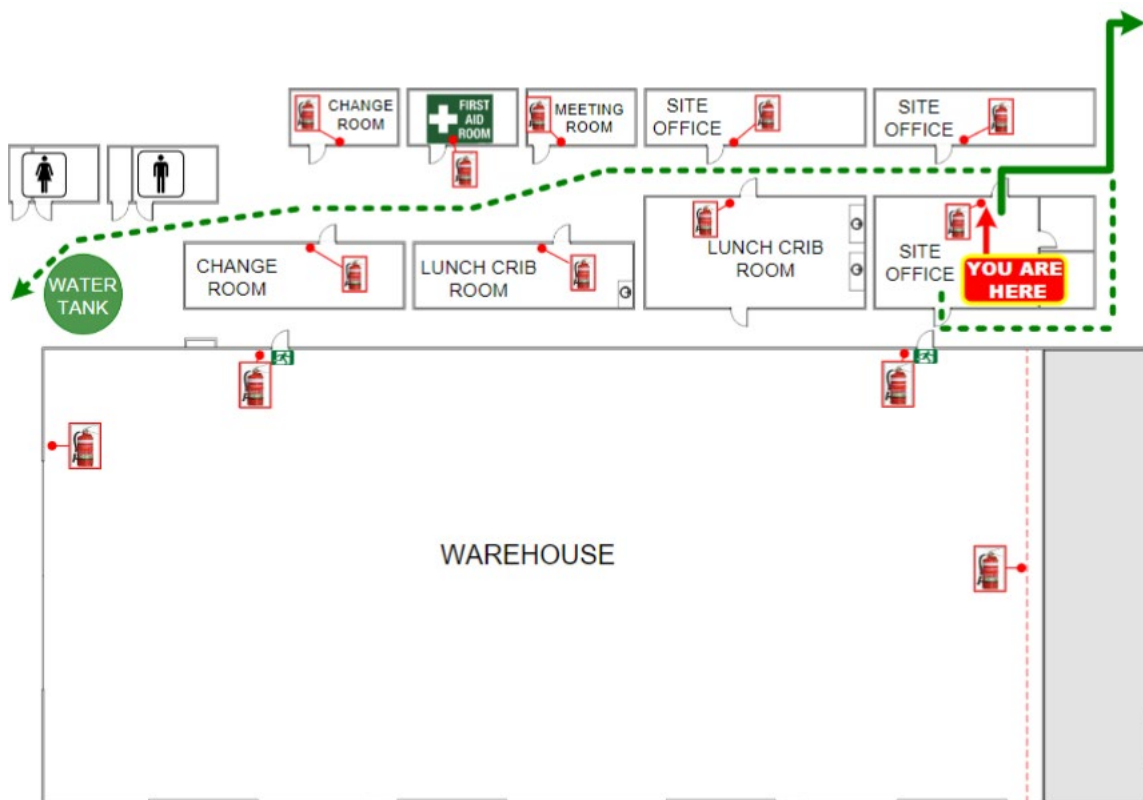 CHANGE
ROOM
FIRST
AID
ROOM
MEETING
ROOM
SITE
OFFICE
SITE
OFFICE
CHANGE
ROOM
LUNCH CRIB
ROOM
LUNCH CRIB
ROOM
SITE
OFFICE
YOU ARE
HERE
WATER
TANK
WAREHOUSE